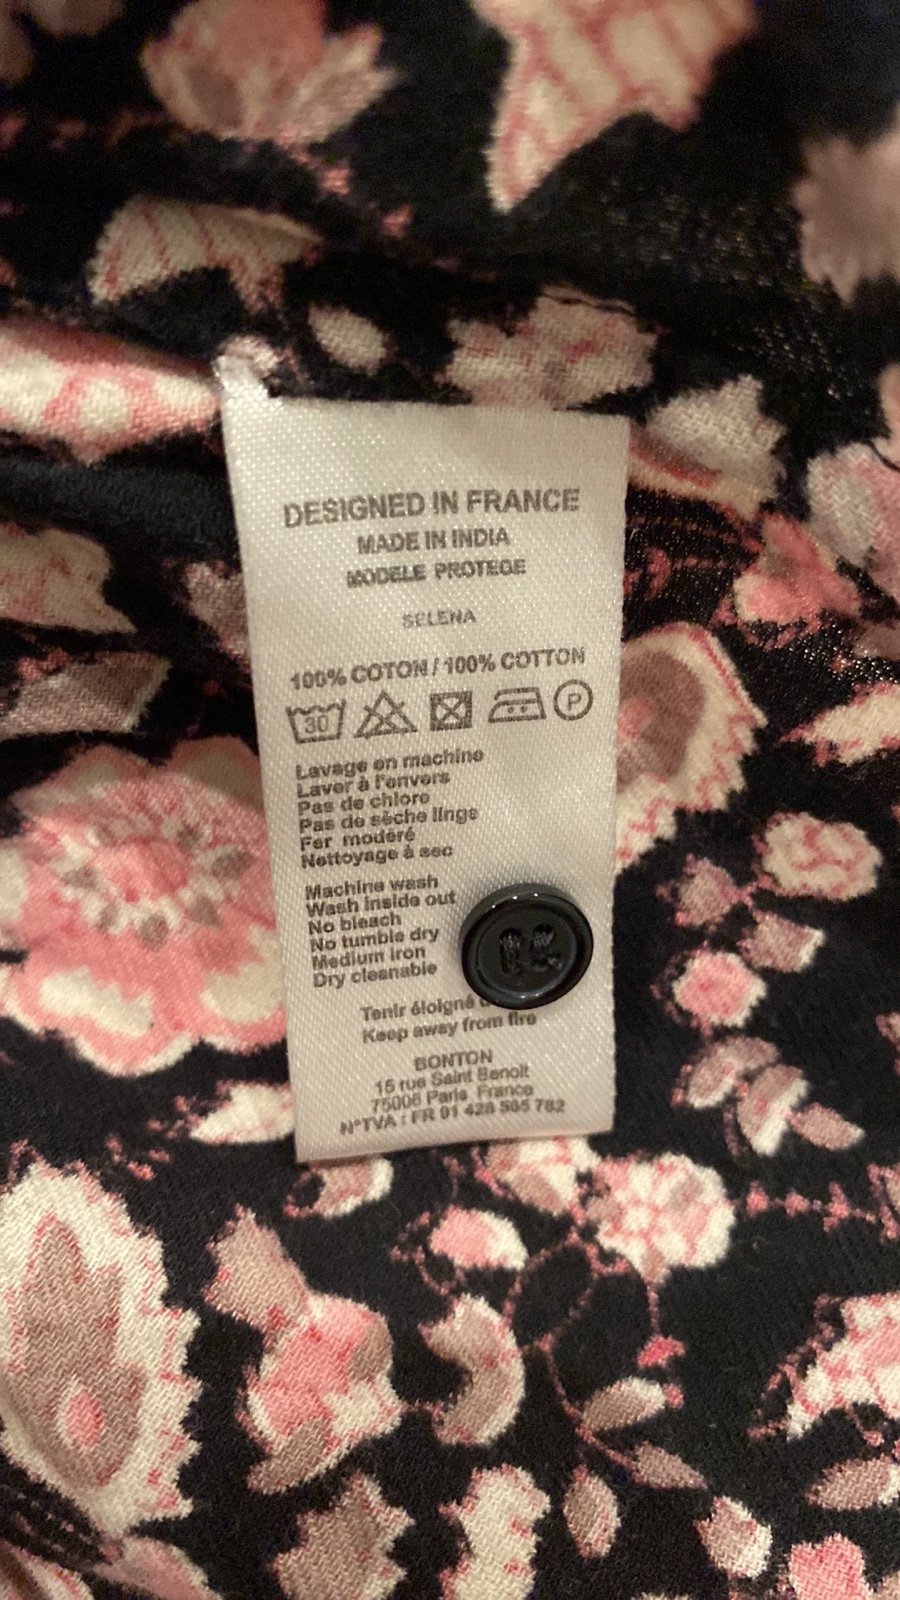 DESIGNED IN FRANCE
MADE IN INDIA
MODELE PROTEGE
SELENA
100% COTON / 100% COTTON
30 P
Lavage en machine
Laver à l'envers
Pas de chlore
Pas de sèche linge
Fer modéré
Nettoyage à sec
Machine wash
Wash inside out
No bleach
No tumble dry
Medium iron
Dry cleanable
Tenir éloigné
Keep away from fire
BONTON
15 rue Saint Benoit
75006 Paris France
N°TVA : FR 91 428 565 782